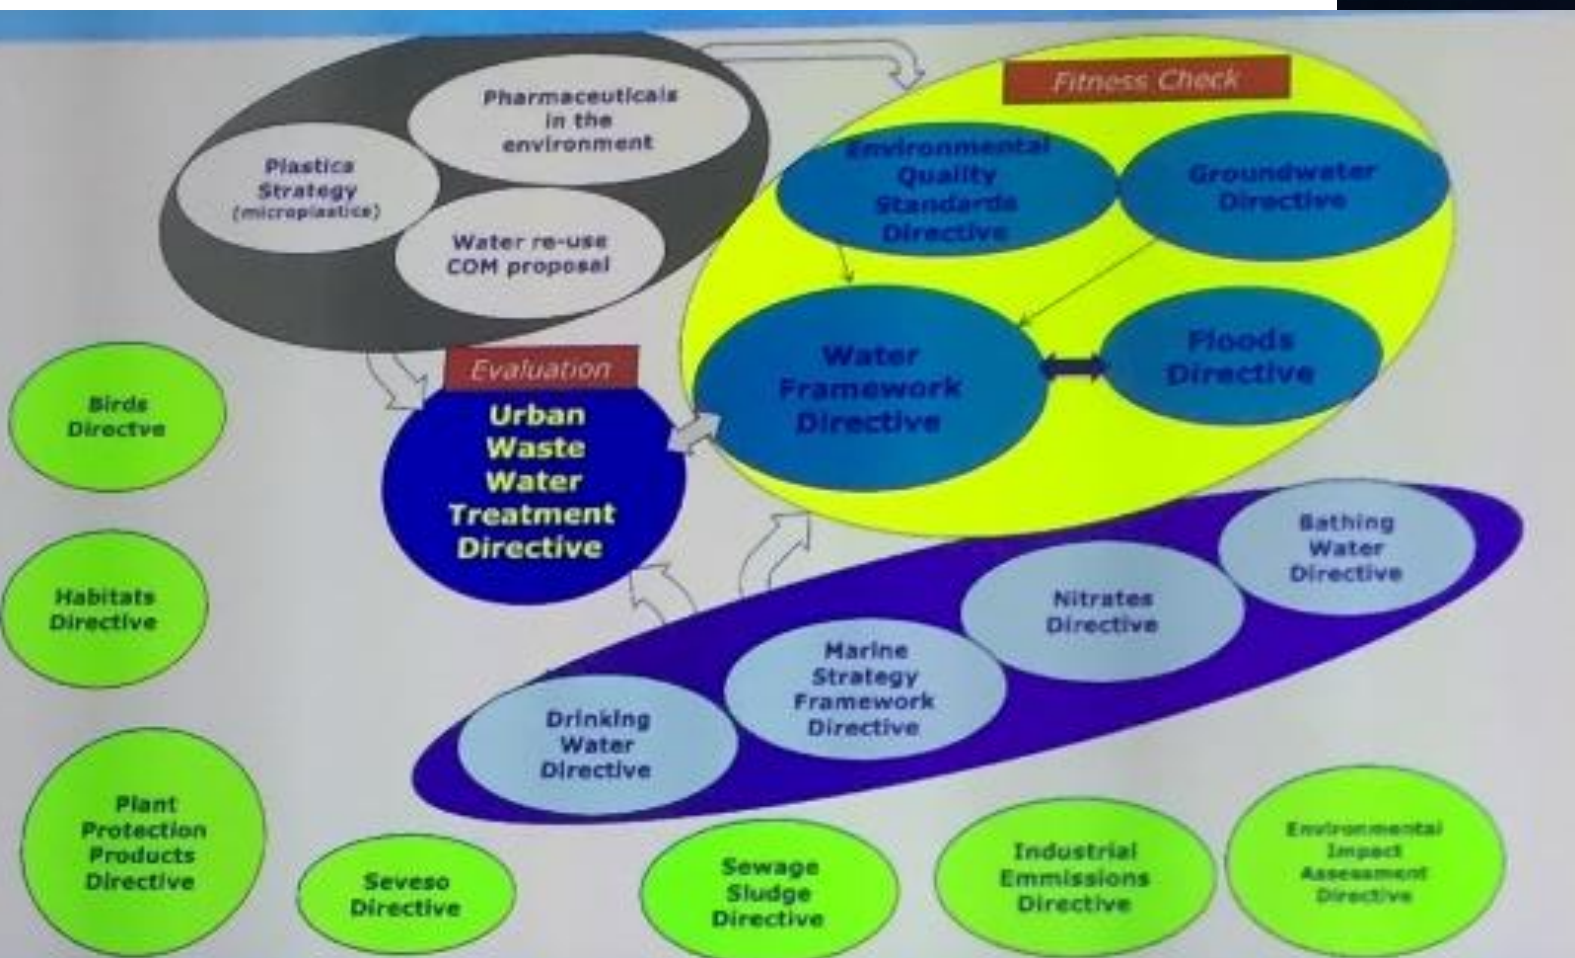 Pharmaceuticals
in the
environment
Plastics
Strategy
(microplastics)
Water re-use
COM proposal
Fitness Check
Environmental
Quality
Standards
Directive
Groundwater
Directive
Water
Framework
Directive
Floods
Directive
Evaluation
Urban
Waste
Water
Treatment
Directive
Birds
Directve
Habitats
Directive
Plant
Protection
Products
Directive
Bathing
Water
Directive
Nitrates
Directive
Marine
Strategy
Framework
Directive
Drinking
Water
Directive
Seveso
Directive
Sewage
Sludge
Directive
Industrial
Emmissions
Directive
Environmental
Impact
Assessment
Directive